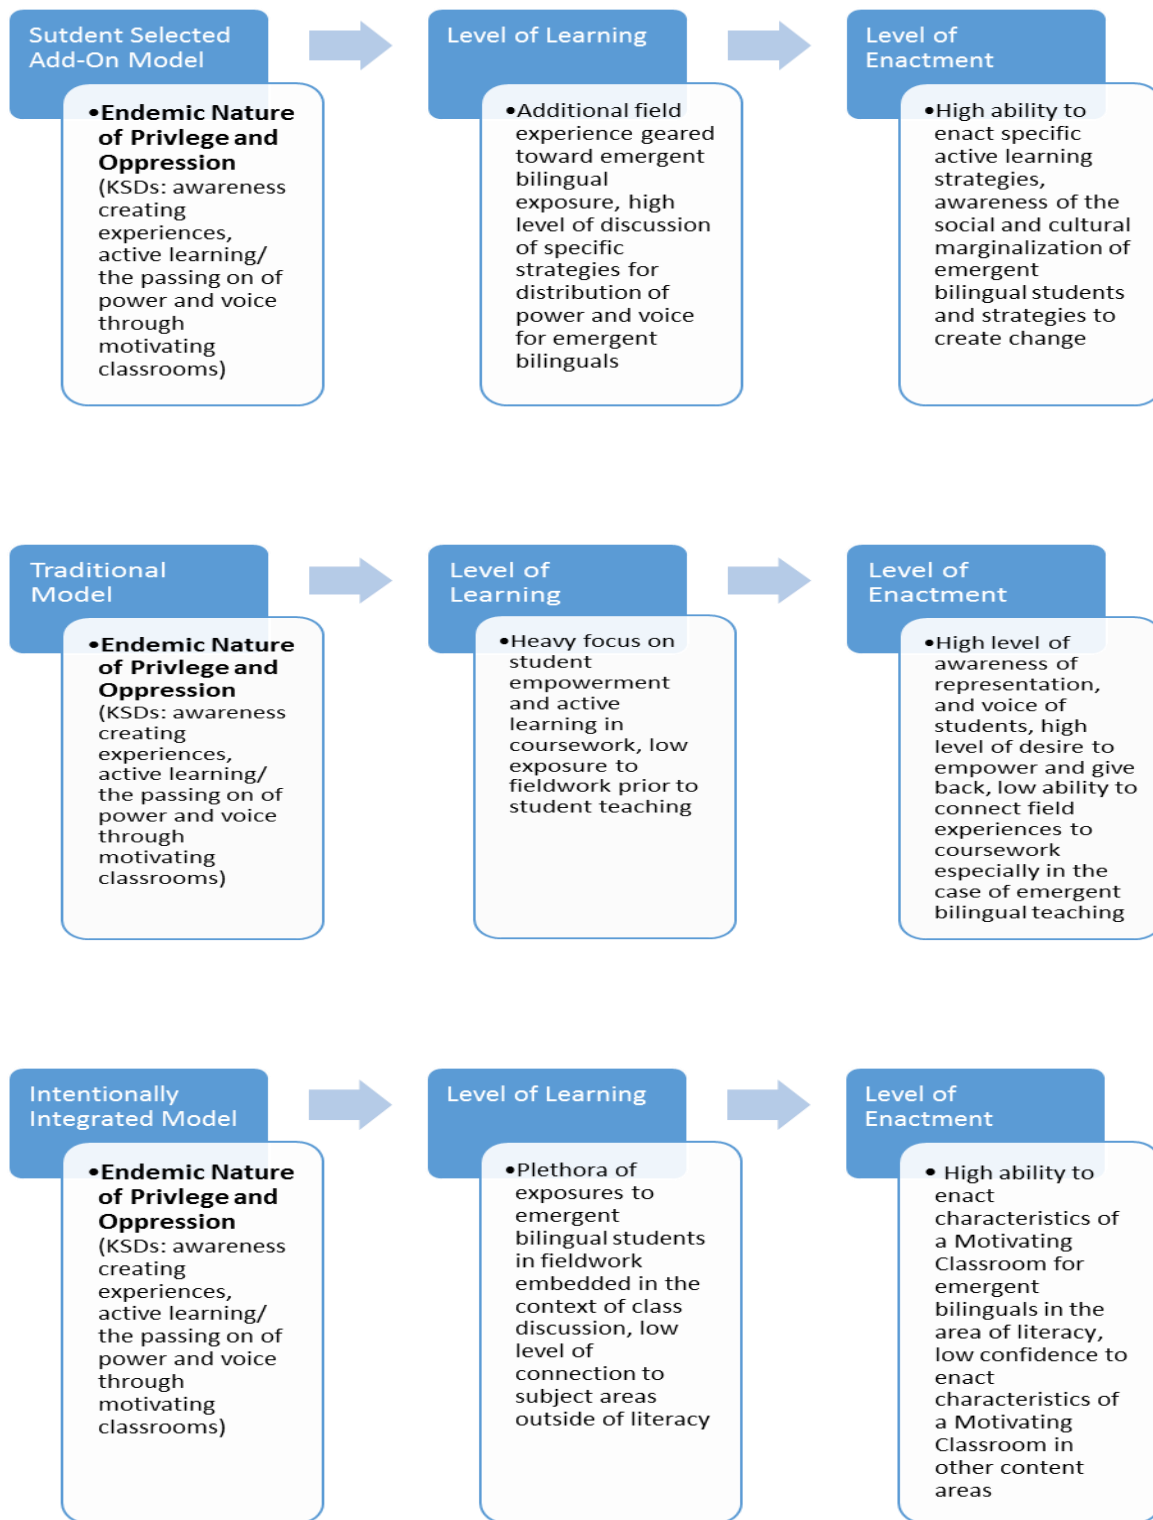 Sutdent Selected
Add-On Model
•Endemic Nature
of Privlege and
Oppression
(KSDs: awareness
creating
experiences,
active learning/
the passing on of
power and voice
through
motivating
classrooms)
Level of Learning
•Additional field
experience geared
toward emergent
bilingual
exposure, high
level of discussion
of specific
strategies for
distribution of
power and voice
for emergent
bilinguals
Level of
Enactment
•High ability to
enact specific
active learning
strategies,
awareness of the
social and cultural
marginalization of
emergent
bilingual students
and strategies to
create change
Traditional
Model
•Endemic Nature
of Privlege and
Oppression
(KSDs: awareness
creating
experiences,
active learning/
the passing on of
power and voice
through
motivating
classrooms)
Level of
Learning
•Heavy focus on
student
empowerment
and active
learning in
coursework, low
exposure to
fieldwork prior to
student teaching
Level of
Enactment
•High level of
awareness of
representation,
and voice of
students, high
level of desire to
empower and give
back, low ability to
connect field
experiences to
coursework
especially in the
case of emergent
bilingual teaching
Intentionally
Integrated Model
•Endemic Nature
of Privlege and
Oppression
(KSDs: awareness
creating
experiences,
active learning/
the passing on of
power and voice
through
motivating
classrooms)
Level of Learning
•Plethora of
exposures to
emergent
bilingual students
in fieldwork
embedded in the
context of class
discussion, low
level of
connection to
subject areas
outside of literacy
Level of
Enactment
• High ability to
enact
characteristics of
a Motivating
Classroom for
emergent
bilinguals in the
area of literacy,
low confidence to
enact
characteristics of
a Motivating
Classroom in
other content
areas